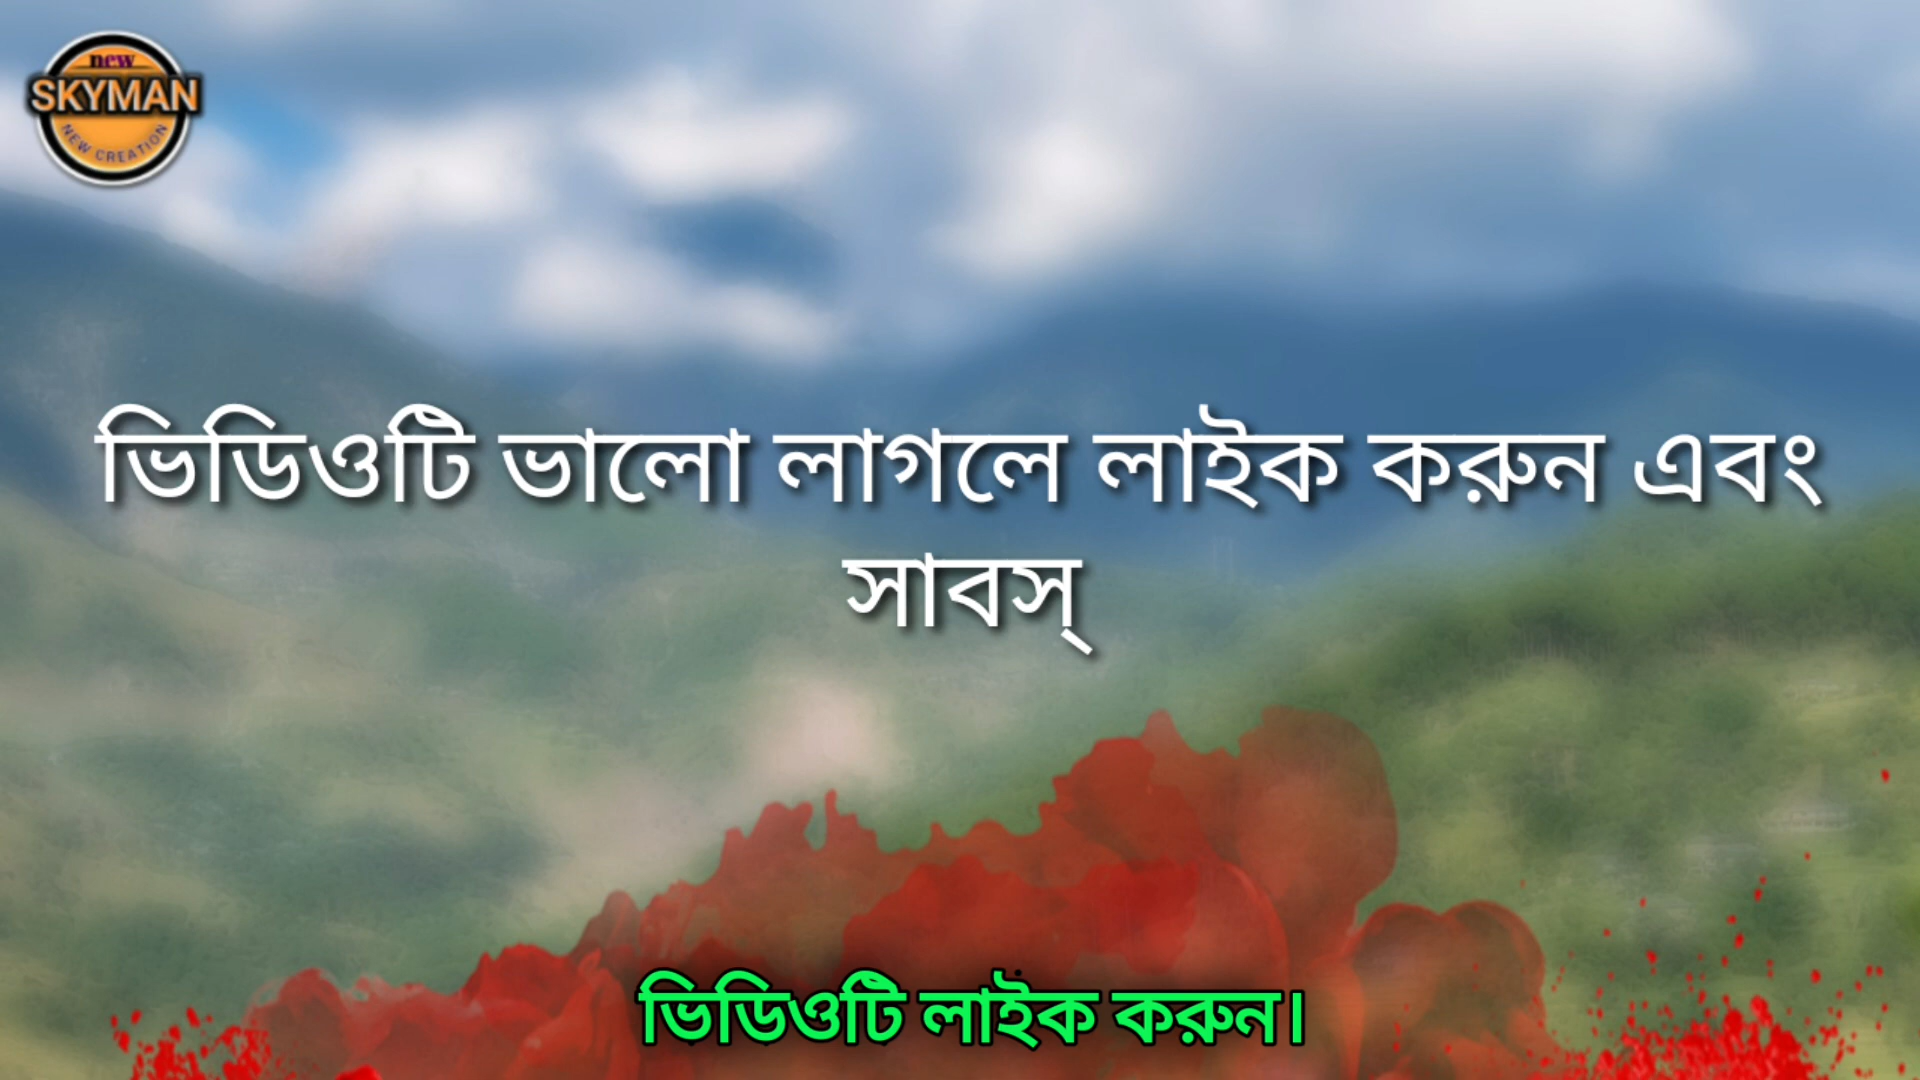 new
SKYMAN
NEW CREATION
ভিডিওটি ভালো লাগলে লাইক করুন এবং
সাবস্
ভিডিওটি লাইক করুন।